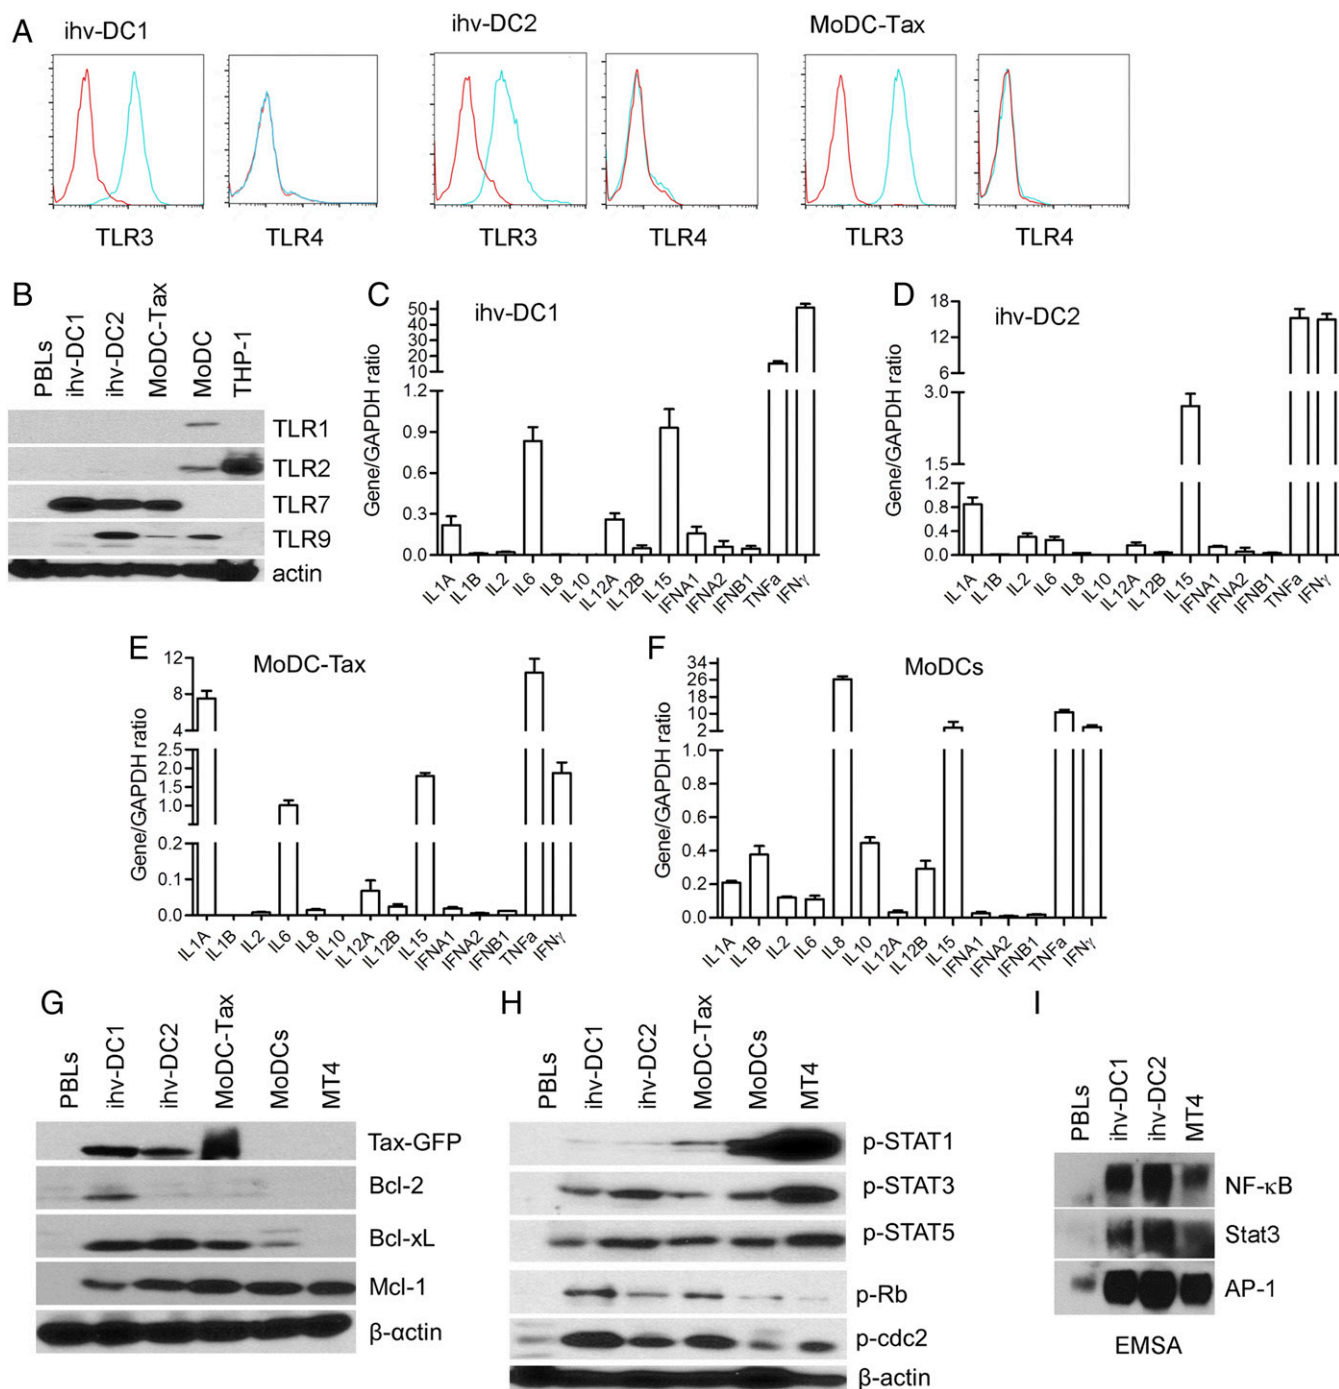 A
ihv-DC1
ihv-DC2
MoDC-Tax
TLR3
TLR4
TLR3
TLR4
TLR3
TLR4
B
PBLs
ihv-DC1
ihv-DC2
MoDC-Tax
MoDC
THP-1
TLR1
TLR2
TLR7
TLR9
actin
C
ihv-DC1
Gene/GAPDH ratio
50
40
30
20
10
1.2
0.9
0.6
0.3
0.0
IL1A
IL1B
IL2
IL6
IL8
IL10
IL12A
IL12B
IL15
IFNA1
IFNA2
IFNB1
TNFa
IFNγ
D
ihv-DC2
Gene/GAPDH ratio
18
15
12
9
6
3.0
1.5
1.2
0.8
0.4
0.0
IL1A
IL1B
IL2
IL6
IL8
IL10
IL12A
IL12B
IL15
IFNA1
IFNA2
IFNB1
TNFa
IFNγ
E
MoDC-Tax
Gene/GAPDH ratio
12
8
4
2.5
2.0
1.5
1.0
0.2
0.1
0.0
IL1A
IL1B
IL2
IL6
IL8
IL10
IL12A
IL12B
IL15
IFNA1
IFNA2
IFNB1
TNFa
IFNγ
F
MoDCs
Gene/GAPDH ratio
34
26
18
10
2
1.0
0.8
0.6
0.4
0.2
0.0
IL1A
IL1B
IL2
IL6
IL8
IL10
IL12A
IL12B
IL15
IFNA1
IFNA2
IFNB1
TNFa
IFNγ
G
PBLs
ihv-DC1
ihv-DC2
MoDC-Tax
MoDCs
MT4
Tax-GFP
Bcl-2
Bcl-xL
Mcl-1
β-αctin
H
PBLs
ihv-DC1
ihv-DC2
MoDC-Tax
MoDCs
MT4
p-STAT1
p-STAT3
p-STAT5
p-Rb
p-cdc2
β-actin
I
PBLs
ihv-DC1
ihv-DC2
MT4
NF-κB
Stat3
AP-1
EMSA